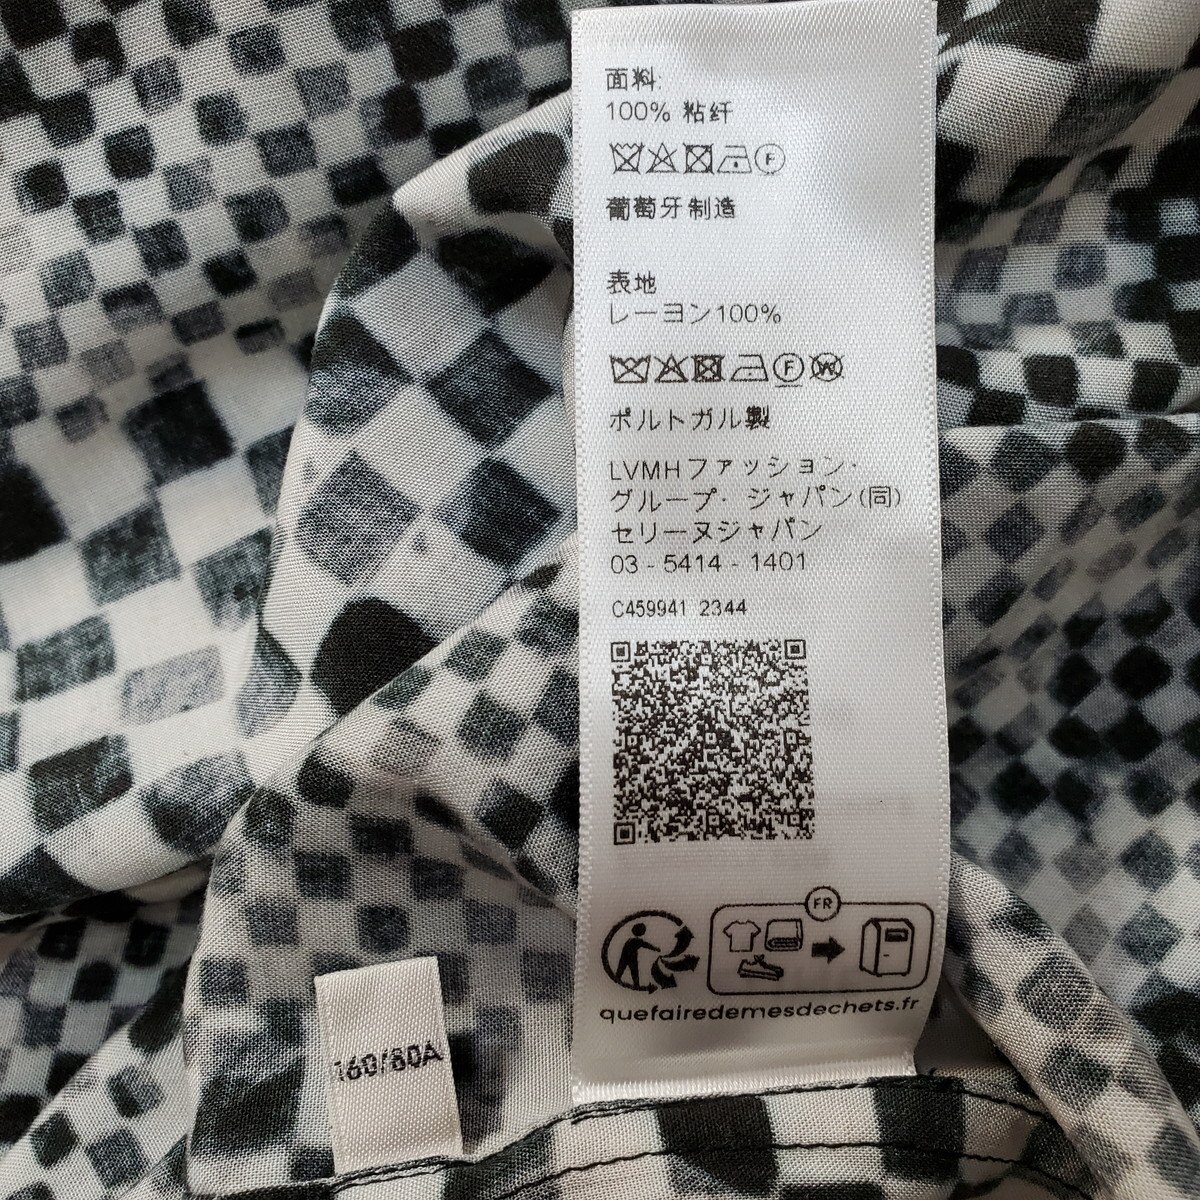 面料:
100% 粘纤
F
葡萄牙制造
表地
レーヨン100%
F W
ポルトガル製
LVMHファッション・
グループ・ジャパン(同)
セリーヌジャパン
03 - 5414 - 1401
C459941 2344
FR
quefairedemesdechets.fr
160/80A